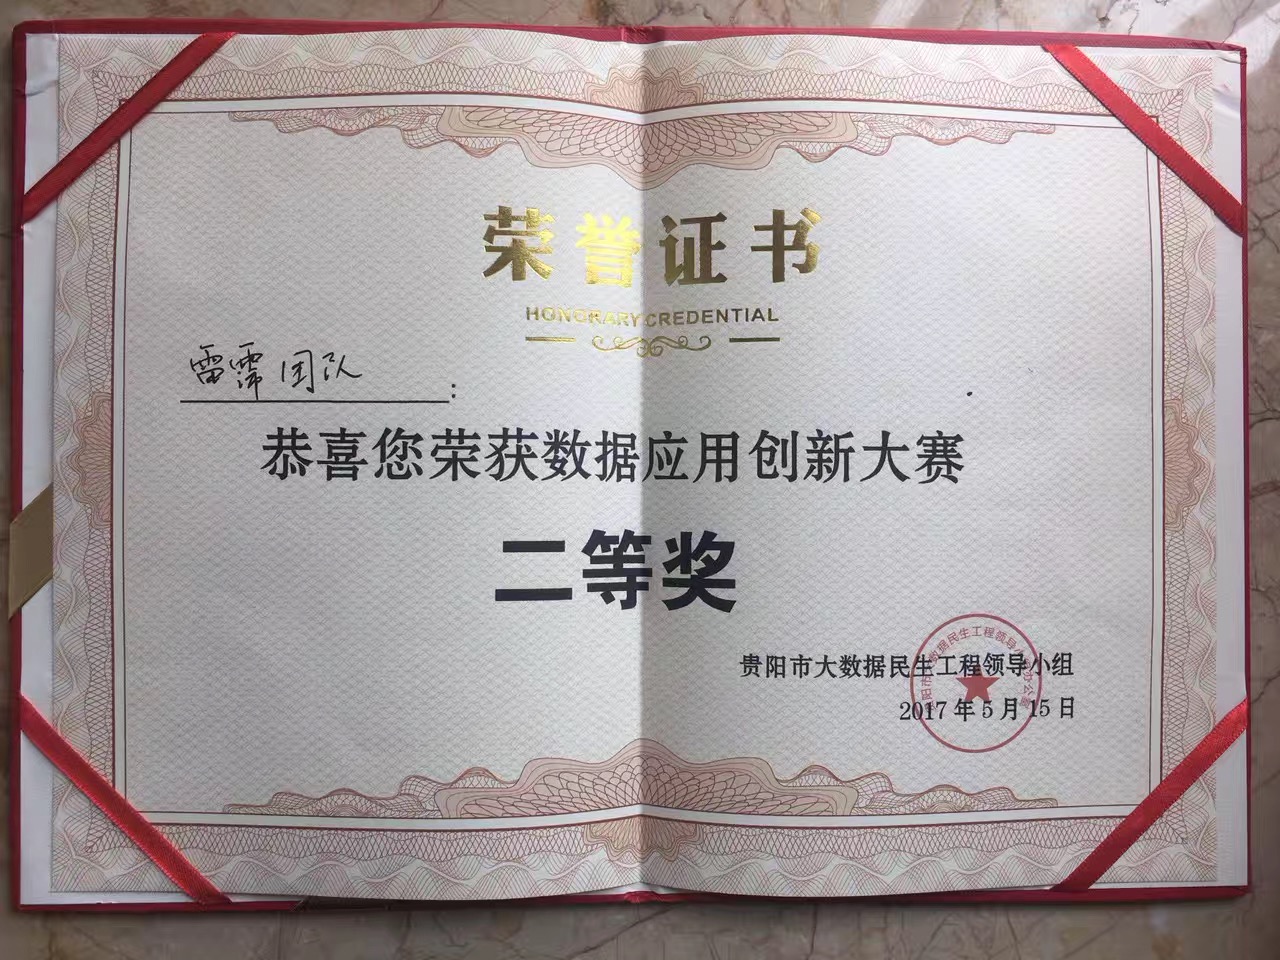 荣誉证书
HONORARY CREDENTIAL
雷霈团队:
恭喜您荣获数据应用创新大赛
二等奖
贵阳市大数据民生工程领导小组
2017年5月15日